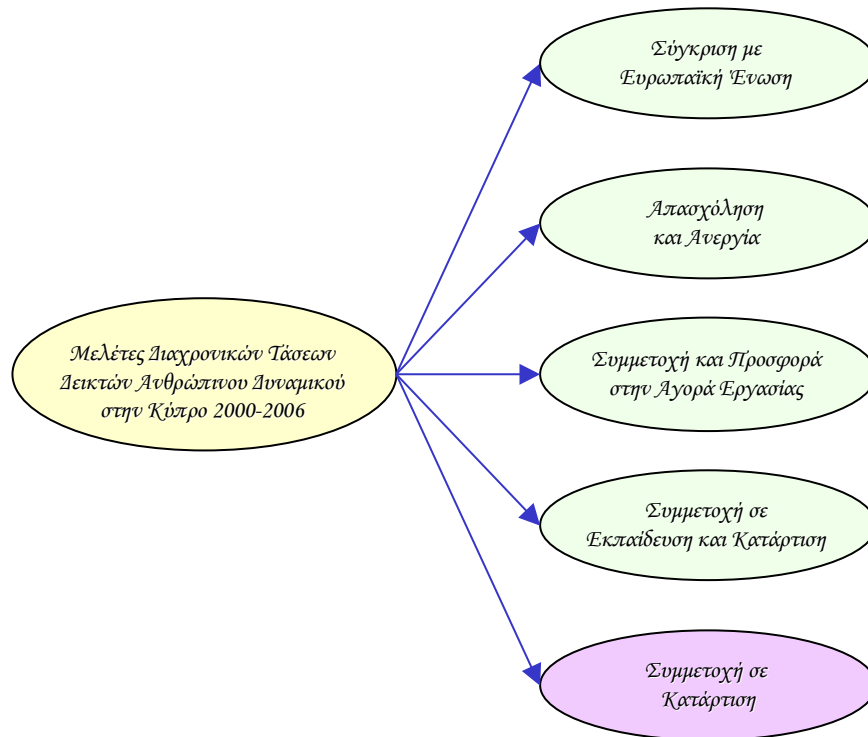 Σύγκριση με
Ευρωπαϊκή Ένωση
Απασχόληση
και Ανεργία
Μελέτες Διαχρονικών Τάσεων
Δεικτών Ανθρώπινου Δυναμικού
στην Κύπρο 2000-2006
Συμμετοχή και Προσφορά
στην Αγορά Εργασίας
Συμμετοχή σε
Εκπαίδευση και Κατάρτιση
Συμμετοχή σε
Κατάρτιση